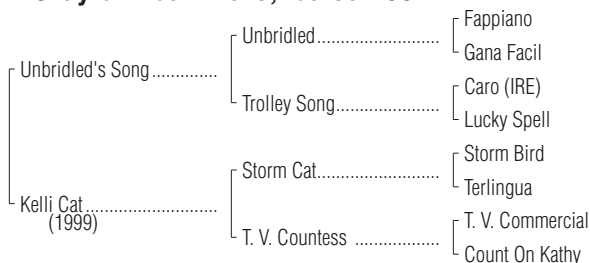 Unbridled's Song..............
Unbridled..........................
Fappiano
Gana Facil
Trolley Song......................
Caro (IRE)
Lucky Spell
Kelli Cat............................
(1999)
Storm Cat..........................
Storm Bird
Terlingua
T. V. Countess ..................
T. V. Commercial
Count On Kathy